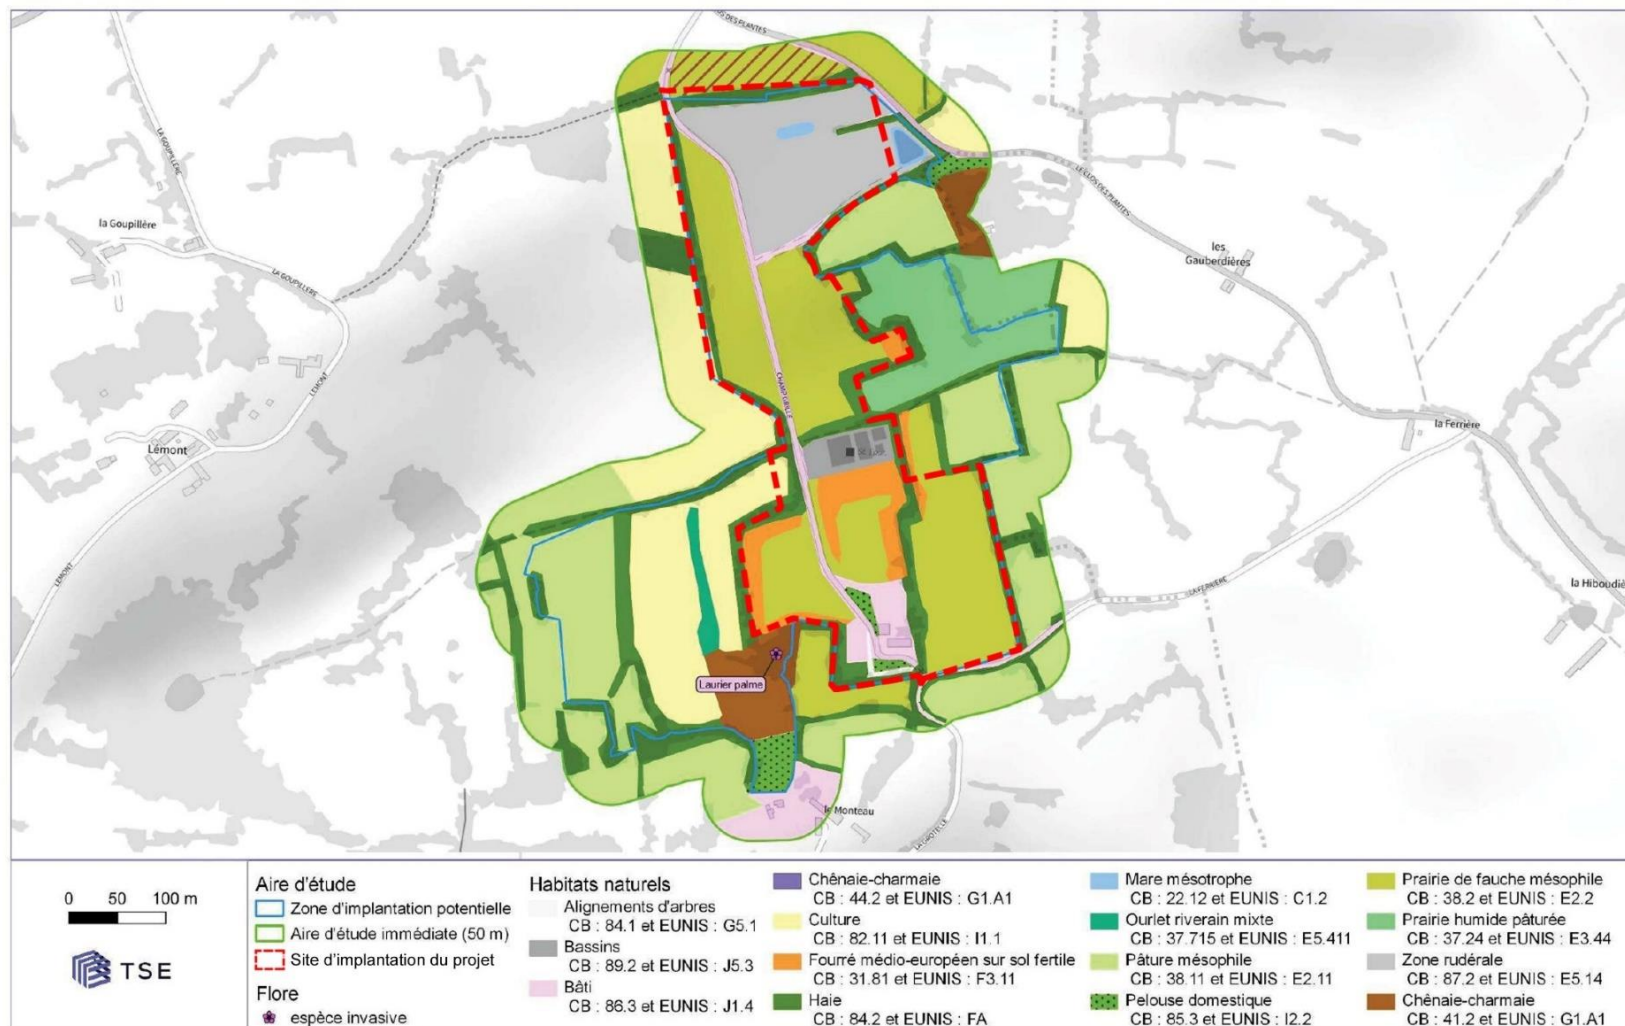 LOS DES PLANTES
LA GOUPILLERE
LE CLOS DES PLANTES
la Goupillère
les
Gauberdières
LA GOUPILLERE
LEMONT
CHAMP GRILLE
la Ferrière
Lémont
LEMONT
LA FERRIERE
la Hiboudiè
Laurier palme
le Monteau
0 50 100 m
TSE
Aire d'étude
Zone d'implantation potentielle
Aire d'étude immédiate (50 m)
Site d'implantation du projet
Flore
espèce invasive
Habitats naturels
Alignements d'arbres
CB : 84.1 et EUNIS : G5.1
Bassins
CB : 89.2 et EUNIS : J5.3
Bâti
CB : 86.3 et EUNIS : J1.4
Chênaie-charmaie
CB : 44.2 et EUNIS : G1.A1
Culture
CB : 82.11 et EUNIS : I1.1
Fourré médio-européen sur sol fertile
CB : 31.81 et EUNIS : F3.11
Haie
CB : 84.2 et EUNIS : FA
Mare mésotrophe
CB : 22.12 et EUNIS : C1.2
Ourlet riverain mixte
CB : 37.715 et EUNIS : E5.411
Pâture mésophile
CB : 38.11 et EUNIS : E2.11
Pelouse domestique
CB : 85.3 et EUNIS : I2.2
Prairie de fauche mésophile
CB : 38.2 et EUNIS : E2.2
Prairie humide pâturée
CB : 37.24 et EUNIS : E3.44
Zone rudérale
CB : 87.2 et EUNIS : E5.14
Chênaie-charmaie
CB : 41.2 et EUNIS : G1.A1